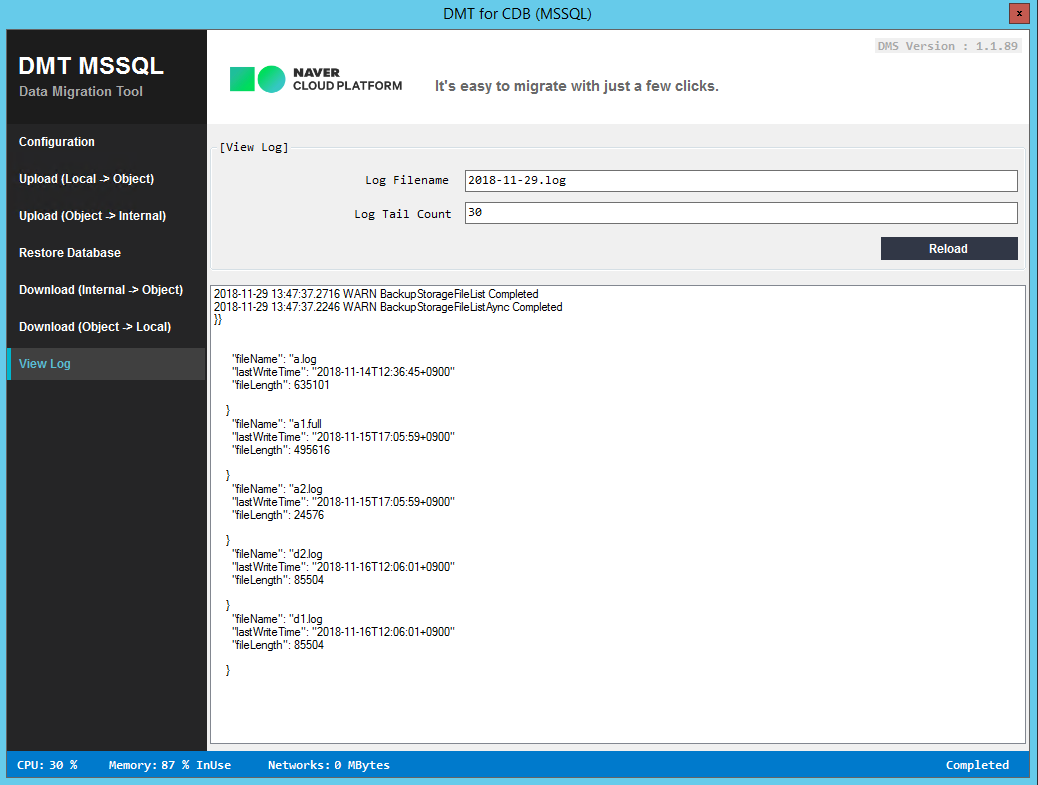 DMT for CDB (MSSQL)
x
DMT MSSQL
Data Migration Tool
NAVER
CLOUD PLATFORM
It's easy to migrate with just a few clicks.
DMS Version : 1.1.89
Configuration
Upload (Local -> Object)
Upload (Object -> Internal)
Restore Database
Download (Internal -> Object)
Download (Object -> Local)
View Log
[View Log]
Log Filename 2018-11-29.log
Log Tail Count 30
Reload
2018-11-29 13:47:37.2716 WARN BackupStorageFileList Completed
2018-11-29 13:47:37.2246 WARN BackupStorageFileListAync Completed
}}
"fileName": "a.log
"lastWriteTime": "2018-11-14T12:36:45+0900"
"fileLength": 635101
}
"fileName": "a1.full
"lastWriteTime": "2018-11-15T17:05:59+0900"
"fileLength": 495616
}
"fileName": "a2.log
"lastWriteTime": "2018-11-15T17:05:59+0900"
"fileLength": 24576
}
"fileName": "d2.log
"lastWriteTime": "2018-11-16T12:06:01+0900"
"fileLength": 85504
}
"fileName": "d1.log
"lastWriteTime": "2018-11-16T12:06:01+0900"
"fileLength": 85504
}
CPU: 30 % Memory: 87 % InUse Networks: 0 MBytes Completed